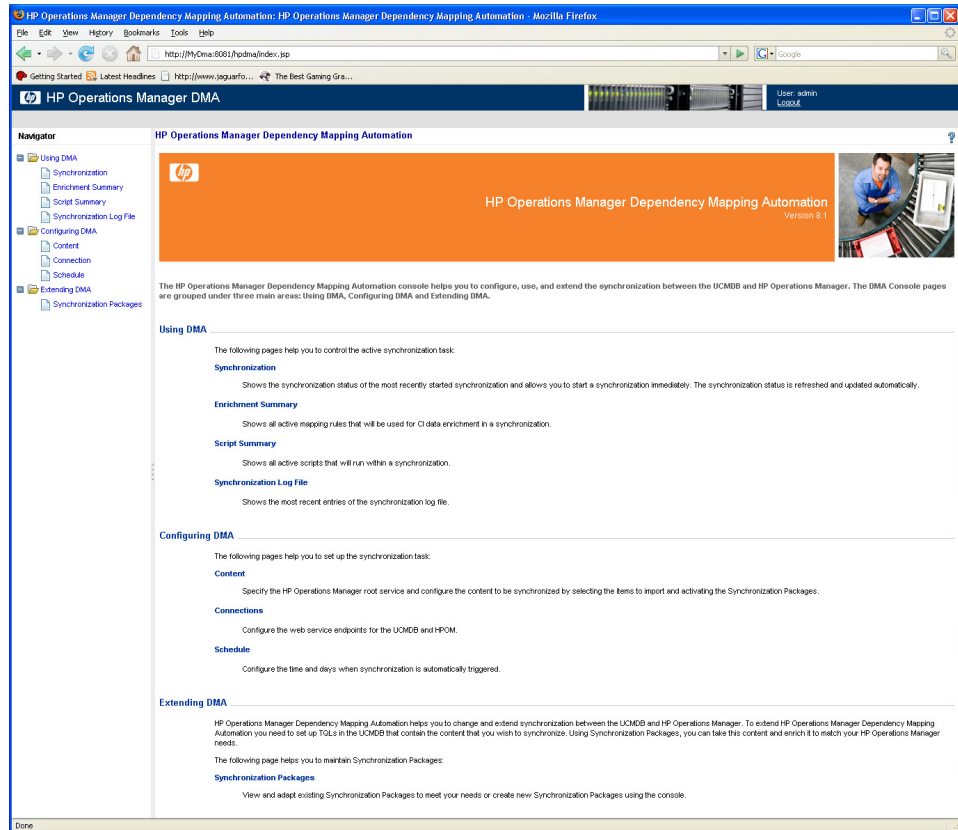 HP Operations Manager Dependency Mapping Automation: HP Operations Manager Dependency Mapping Automation - Mozilla Firefox
File Edit View History Bookmarks Tools Help
http://MyDma:8081/hpdma/index.jsp
G Google
Getting Started Latest Headlines http://www.jaguarfo... The Best Gaming Gra...
hp HP Operations Manager DMA
User: admin
Logout
Navigator
Using DMA
Synchronization
Enrichment Summary
Script Summary
Synchronization Log File
Configuring DMA
Content
Connection
Schedule
Extending DMA
Synchronization Packages
HP Operations Manager Dependency Mapping Automation
?
hp
HP Operations Manager Dependency Mapping Automation
Version 8.1
The HP Operations Manager Dependency Mapping Automation console helps you to configure, use, and extend the synchronization between the UCMDB and HP Operations Manager. The DMA Console pages
are grouped under three main areas: Using DMA, Configuring DMA and Extending DMA.
Using DMA
The following pages help you to control the active synchronization task:
Synchronization
Shows the synchronization status of the most recently started synchronization and allows you to start a synchronization immediately. The synchronization status is refreshed and updated automatically.
Enrichment Summary
Shows all active mapping rules that will be used for CI data enrichment in a synchronization.
Script Summary
Shows all active scripts that will run within a synchronization.
Synchronization Log File
Shows the most recent entries of the synchronization log file.
Configuring DMA
The following pages help you to set up the synchronization task:
Content
Specify the HP Operations Manager root service and configure the content to be synchronized by selecting the items to import and activating the Synchronization Packages.
Connections
Configure the web service endpoints for the UCMDB and HPOM.
Schedule
Configure the time and days when synchronization is automatically triggered.
Extending DMA
HP Operations Manager Dependency Mapping Automation helps you to change and extend synchronization between the UCMDB and HP Operations Manager. To extend HP Operations Manager Dependency Mapping
Automation you need to set up TQLs in the UCMDB that contain the content that you wish to synchronize. Using Synchronization Packages, you can take this content and enrich it to match your HP Operations Manager
needs.
The following page helps you to maintain Synchronization Packages:
Synchronization Packages
View and adapt existing Synchronization Packages to meet your needs or create new Synchronization Packages using the console.
Done